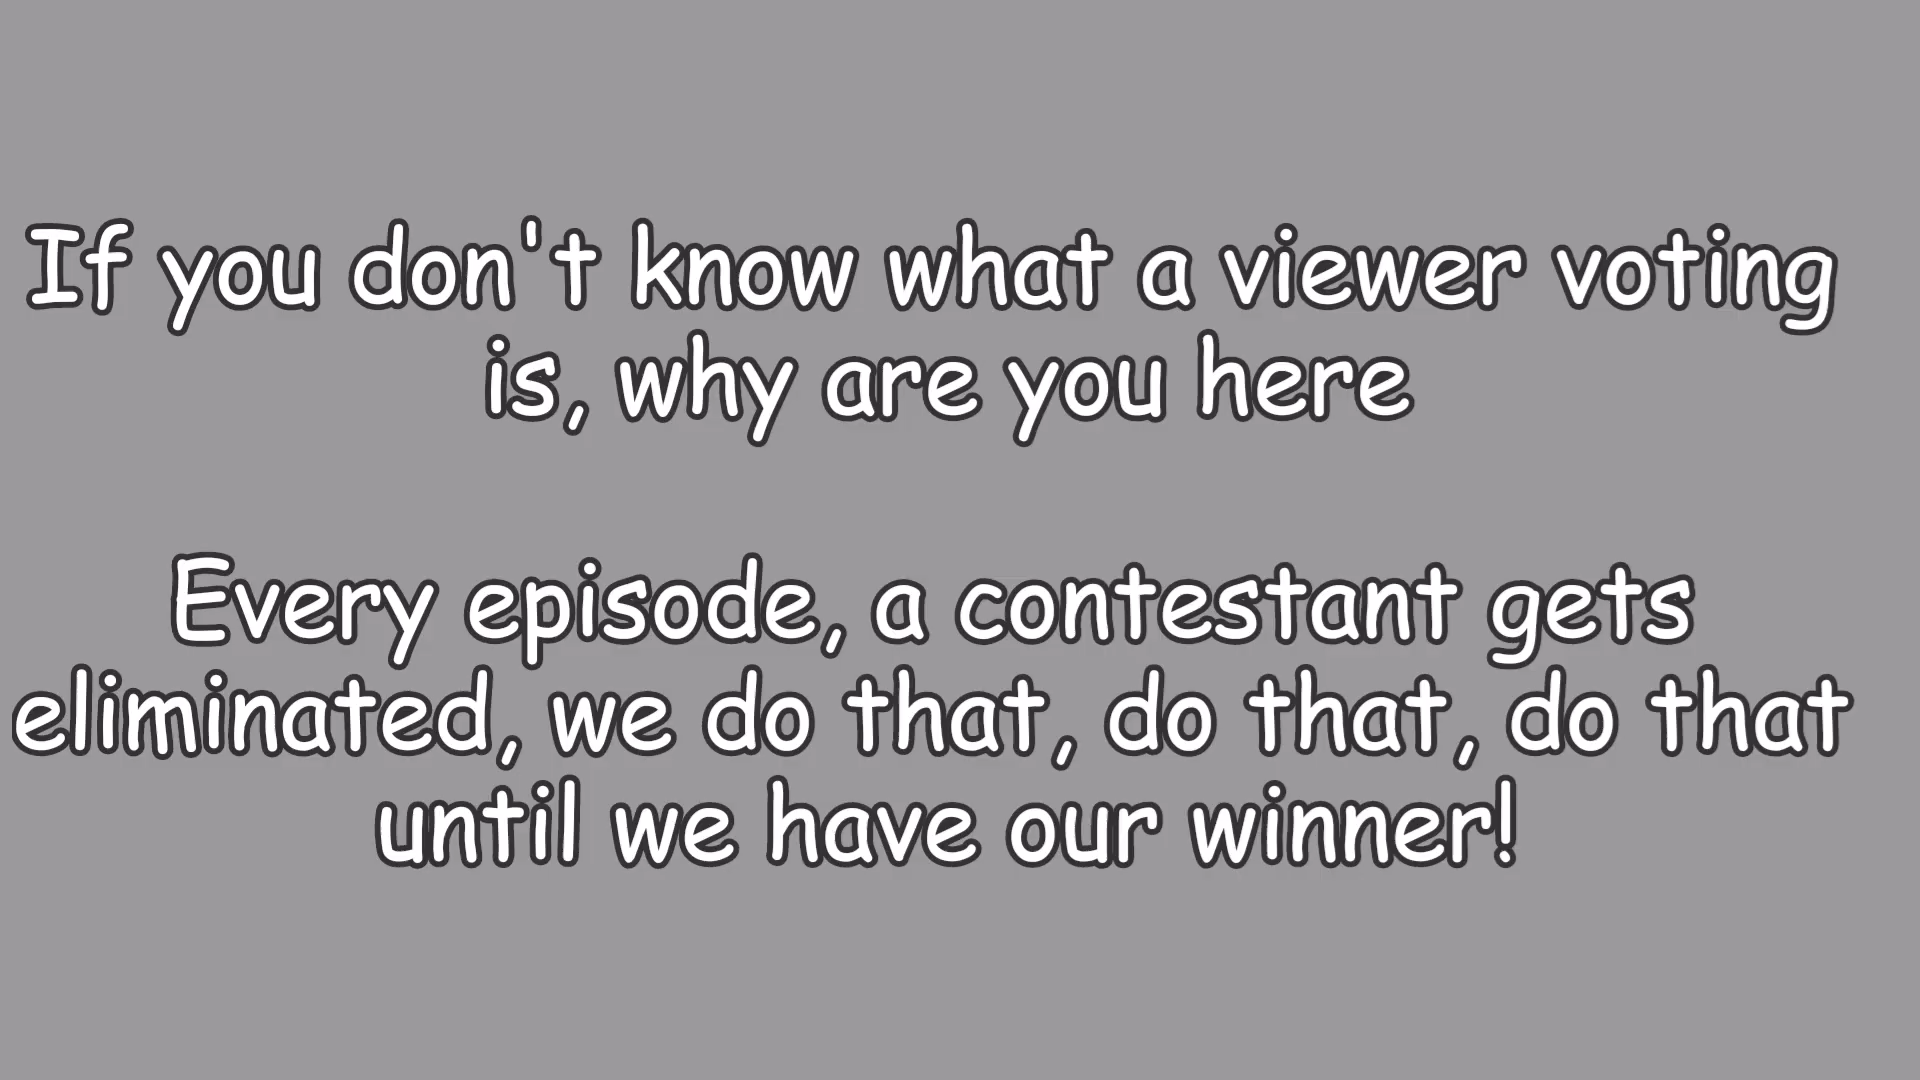 If you don't know what a viewer voting
is, why are you here
Every episode, a contestant gets
eliminated, we do that, do that, do that
until we have our winner!